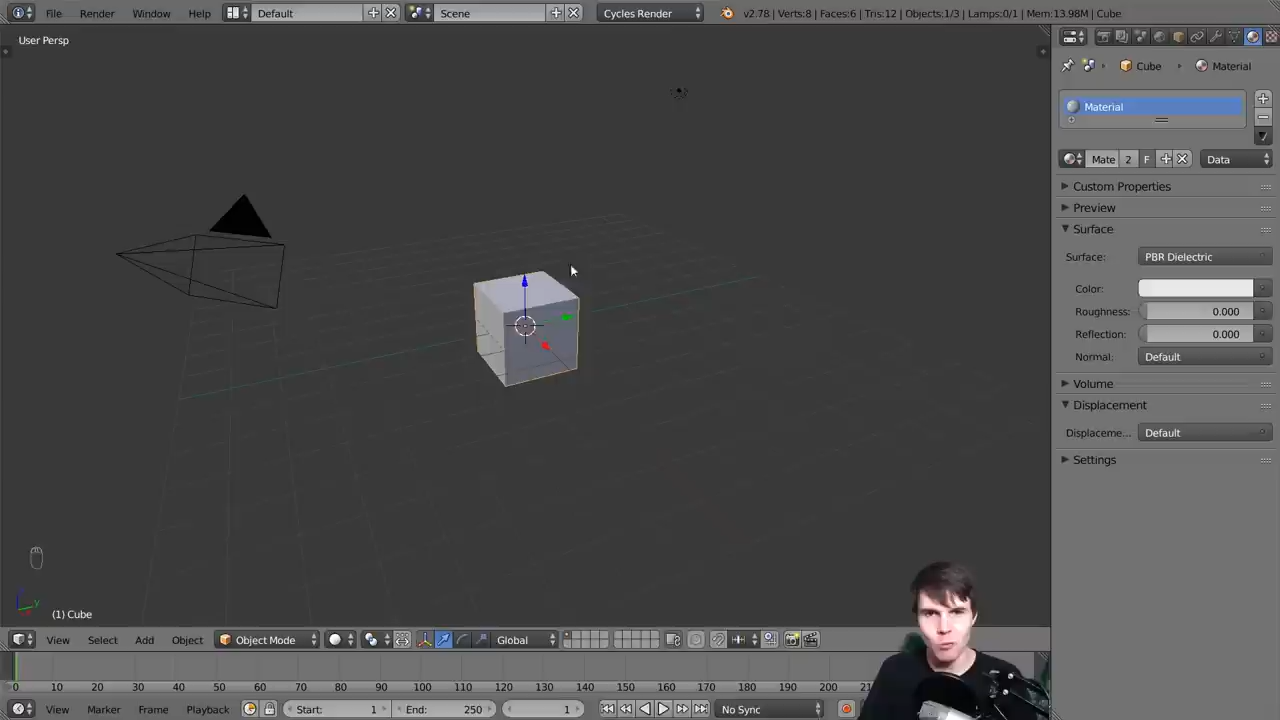 File Render Window Help Default Scene Cycles Render v2.78 | Verts:8 | Faces:6 | Tris:12 | Objects:1/3 | Lamps:0/1 | Mem:13.98M | Cube
User Persp
Cube Material
Material
Mate 2 F Data
Custom Properties
Preview
Surface
Surface: PBR Dielectric
Color:
Roughness: 0.000
Reflection: 0.000
Normal: Default
Volume
Displacement
Displaceme... Default
Settings
(1) Cube
View Select Add Object Object Mode Global
0 10 20 30 40 50 60 70 80 90 100 110 120 130 140 150 160 170 180 190 200
View Marker Frame Playback Start: 1 End: 250 1 No Sync